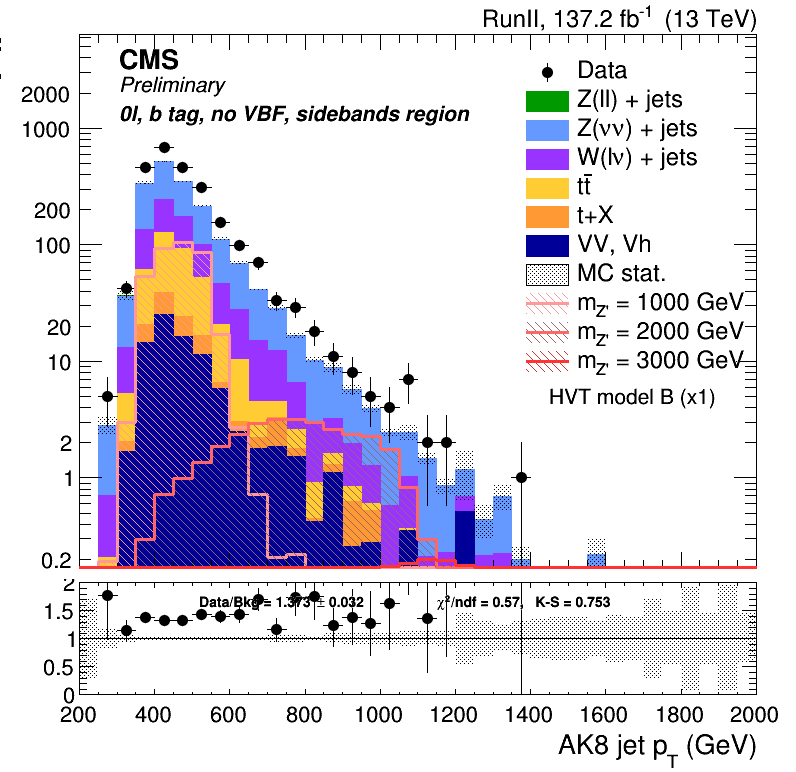 RunII, 137.2 fb⁻¹ (13 TeV)
CMS
Preliminary
0l, b tag, no VBF, sidebands region
Data
Z(ll) + jets
Z(νν) + jets
W(lν) + jets
tt̄
t+X
VV, Vh
MC stat.
m_Z' = 1000 GeV
m_Z' = 2000 GeV
m_Z' = 3000 GeV
HVT model B (x1)
2000
1000
200
100
20
10
2
1
0.2
Data/Bkg = 1.373 ± 0.032
χ²/ndf = 0.57, K-S = 0.753
2
1.5
1
0.5
0
200 400 600 800 1000 1200 1400 1600 1800 2000
AK8 jet p_T (GeV)